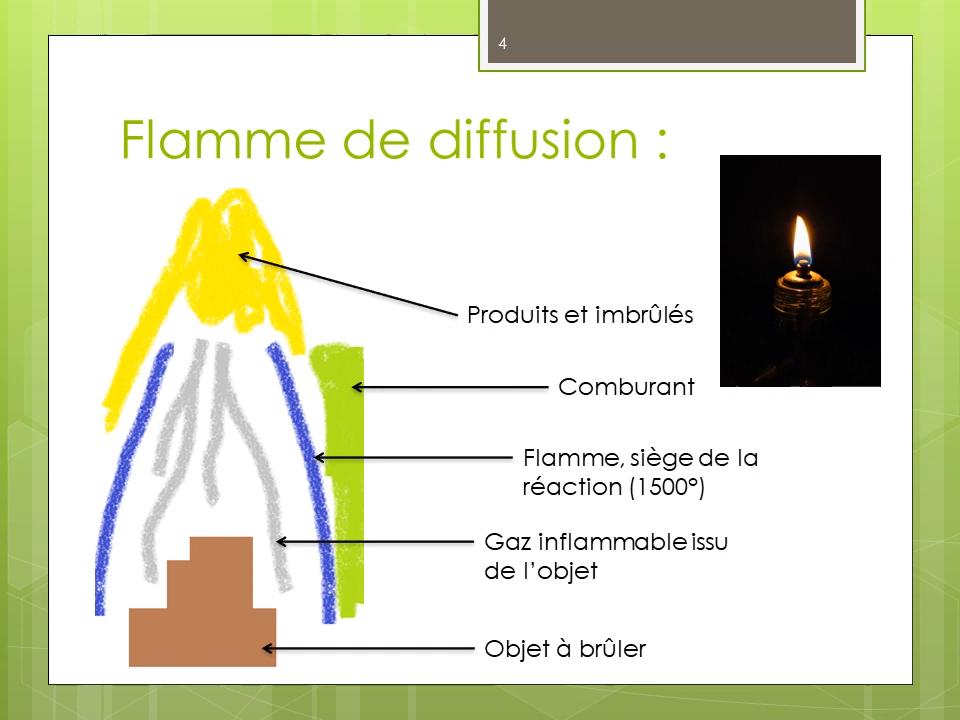 4
Flamme de diffusion :
Produits et imbrûlés
Comburant
Flamme, siège de la
réaction (1500°)
Gaz inflammable issu
de l’objet
Objet à brûler